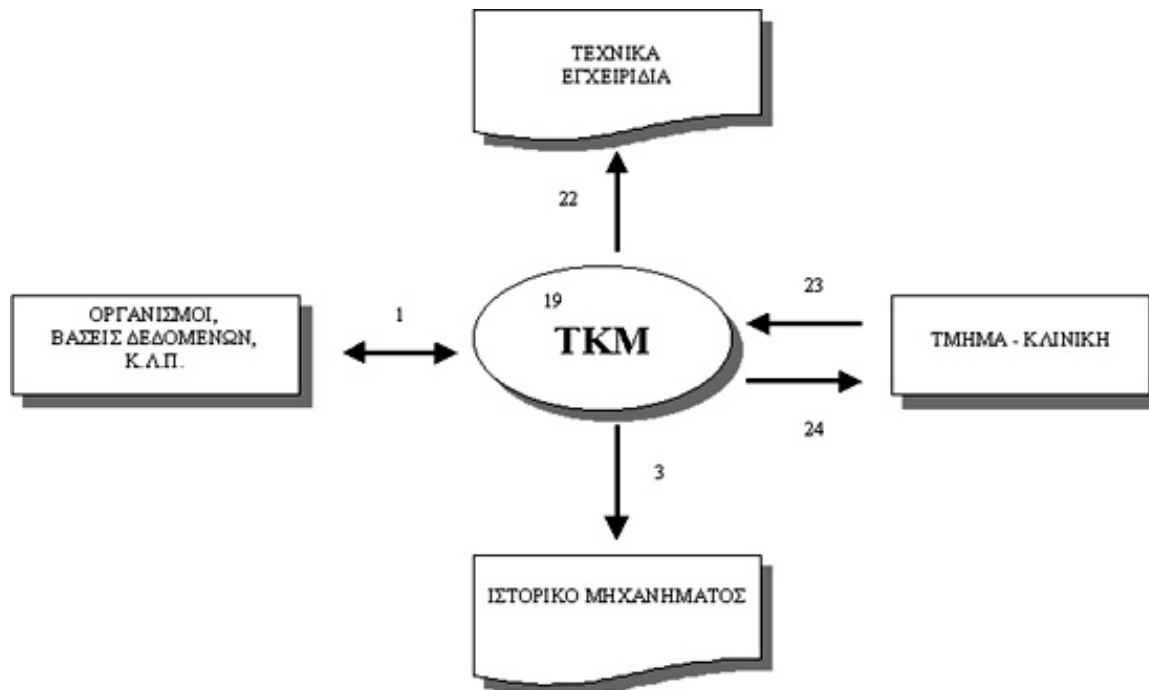 ΤΕΧΝΙΚΑ
ΕΓΧΕΙΡΙΔΙΑ
22
19
23
ΟΡΓΑΝΙΣΜΟΙ,
ΒΑΣΕΙΣ ΔΕΔΟΜΕΝΩΝ,
Κ.Λ.Π.
1
ΤΚΜ
ΤΜΗΜΑ - ΚΛΙΝΙΚΗ
24
3
ΙΣΤΟΡΙΚΟ ΜΗΧΑΝΗΜΑΤΟΣ